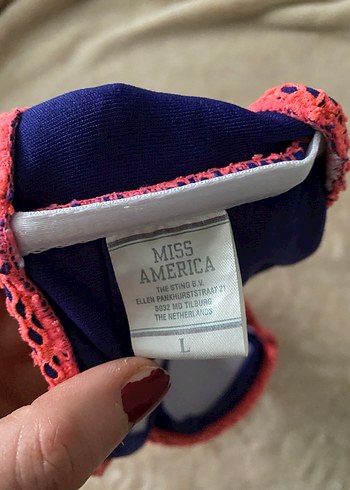 MISS
AMERICA
THE STING B.V.
ELLEN PANKHURSTSTRAAT 21
5032 MD TILBURG
THE NETHERLANDS
L